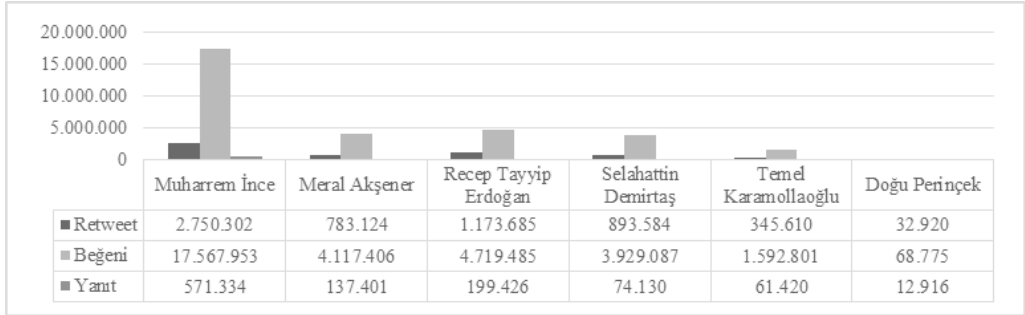 20.000.000
15.000.000
10.000.000
5.000.000
0
Muharrem İnce Meral Akşener Recep Tayyip Erdoğan Selahattin Demirtaş Temel Karamollaoğlu Doğu Perinçek
Retweet 2.750.302 783.124 1.173.685 893.584 345.610 32.920
Beğeni 17.567.953 4.117.406 4.719.485 3.929.087 1.592.801 68.775
Yanıt 571.334 137.401 199.426 74.130 61.420 12.916